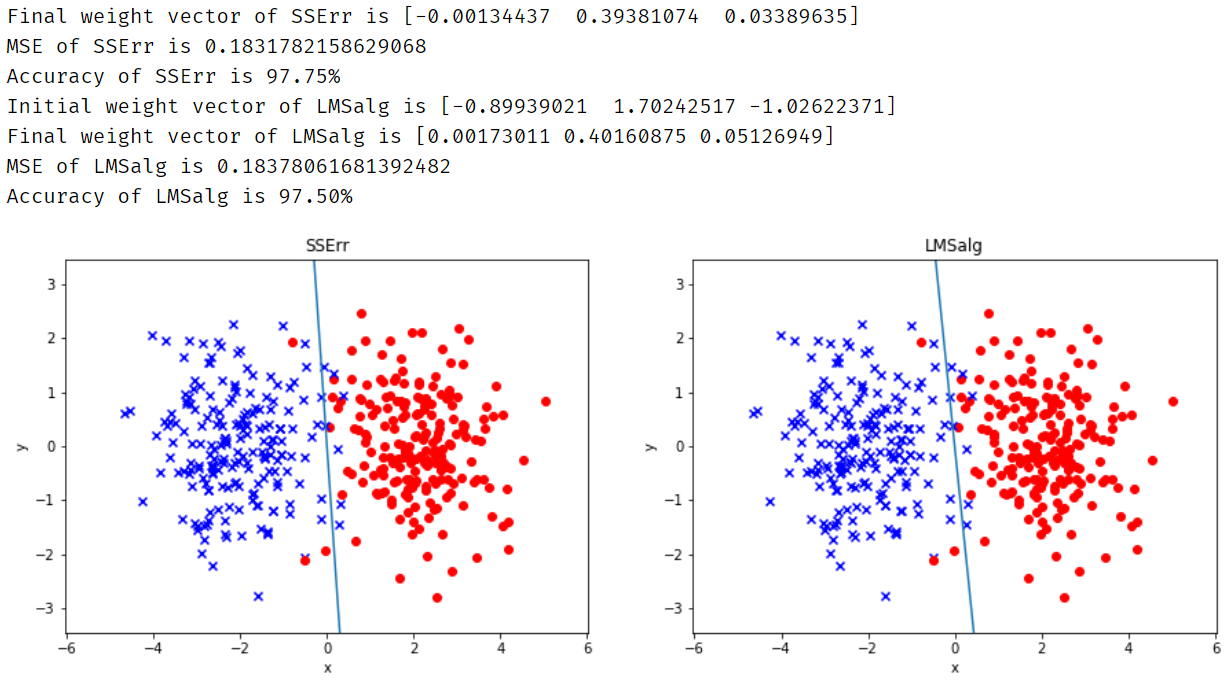 Final weight vector of SSErr is [-0.00134437  0.39381074  0.03389635]
MSE of SSErr is 0.1831782158629068
Accuracy of SSErr is 97.75%
Initial weight vector of LMSalg is [-0.89939021  1.70242517 -1.02622371]
Final weight vector of LMSalg is [0.00173011 0.40160875 0.05126949]
MSE of LMSalg is 0.18378061681392482
Accuracy of LMSalg is 97.50%
SSErr
3
2
1
0
−1
−2
−3
y
−6 −4 −2 0 2 4 6
x
LMSalg
3
2
1
0
−1
−2
−3
y
−6 −4 −2 0 2 4 6
x